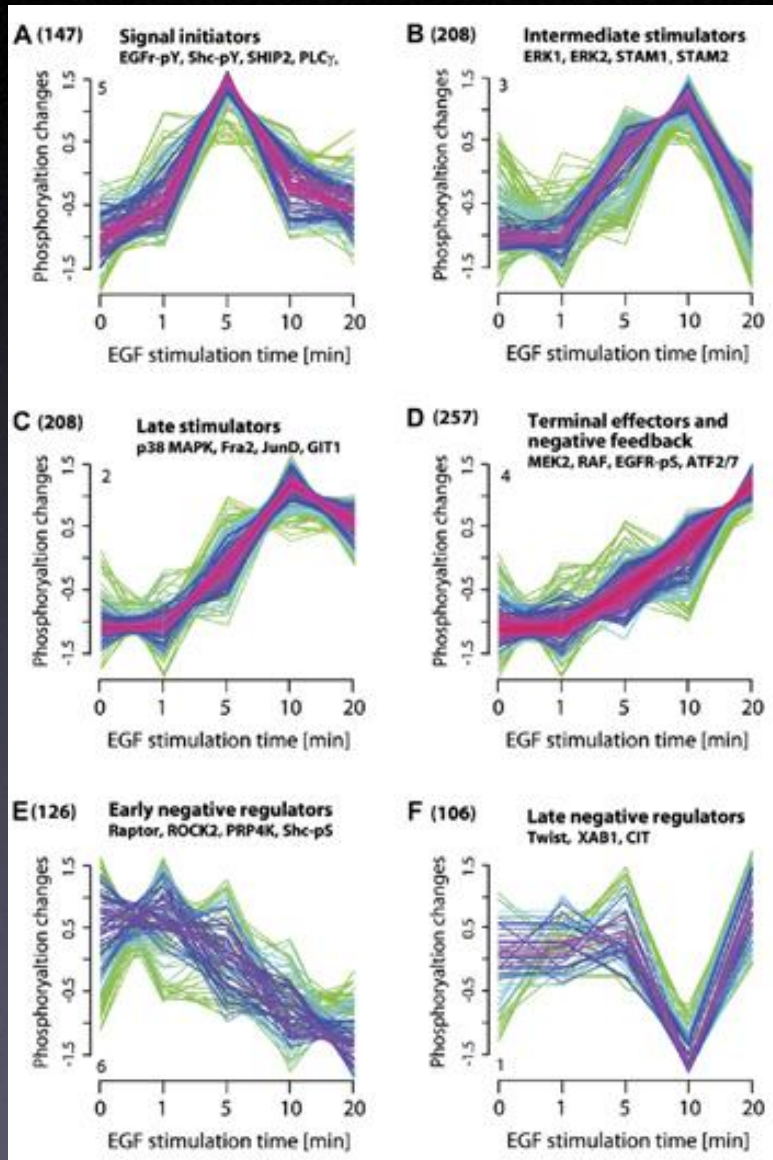 A (147) Signal initiators
EGFr-pY, Shc-pY, SHIP2, PLCγ,
5
Phosphoryaltion changes
1.5
0.5
-0.5
-1.5
0 1 5 10 20
EGF stimulation time [min]
B (208) Intermediate stimulators
ERK1, ERK2, STAM1, STAM2
3
Phosphoryaltion changes
1.5
0.5
-0.5
-1.5
0 1 5 10 20
EGF stimulation time [min]
C (208) Late stimulators
p38 MAPK, Fra2, JunD, GIT1
2
Phosphoryaltion changes
1.5
0.5
-0.5
-1.5
0 1 5 10 20
EGF stimulation time [min]
D (257) Terminal effectors and
negative feedback
MEK2, RAF, EGFR-pS, ATF2/7
4
Phosphoryaltion changes
1.5
0.5
-0.5
-1.5
0 1 5 10 20
EGF stimulation time [min]
E (126) Early negative regulators
Raptor, ROCK2, PRP4K, Shc-pS
Phosphoryaltion changes
1.5
0.5
-0.5
-1.5
6
0 1 5 10 20
EGF stimulation time [min]
F (106) Late negative regulators
Twist, XAB1, CIT
Phosphoryaltion changes
1.5
0.5
-0.5
-1.5
1
0 1 5 10 20
EGF stimulation time [min]